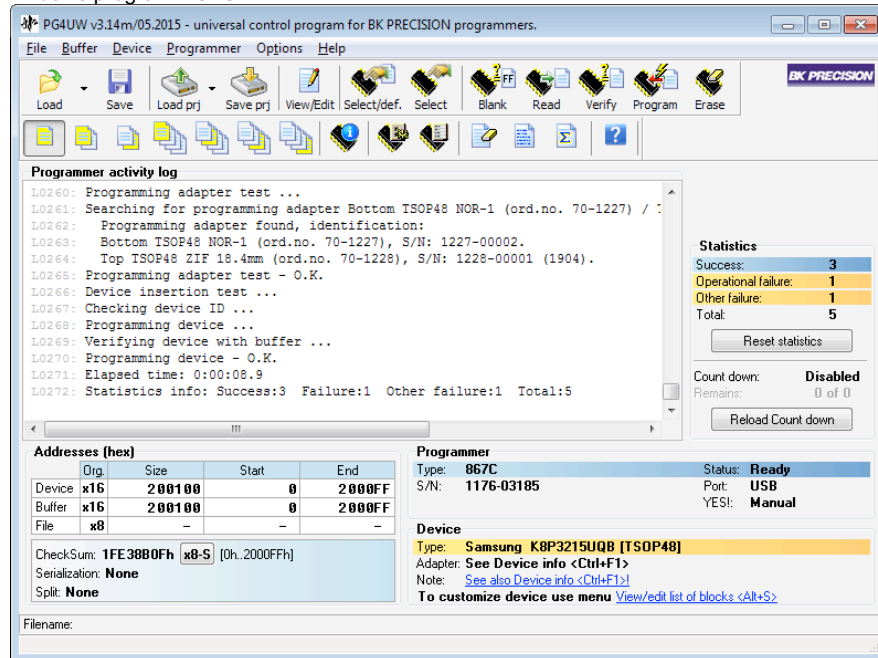 PG4UW v3.14m/05.2015 - universal control program for BK PRECISION programmers.
File Buffer Device Programmer Options Help
Load Save Load prj Save prj View/Edit Select/def. Select Blank Read Verify Program Erase
BK PRECISION
Programmer activity log
L0260: Programming adapter test ...
L0261: Searching for programming adapter Bottom TSOP48 NOR-1 (ord.no. 70-1227) /
L0262: Programming adapter found, identification:
L0263: Bottom TSOP48 NOR-1 (ord.no. 70-1227), S/N: 1227-00002.
L0264: Top TSOP48 ZIF 18.4mm (ord.no. 70-1228), S/N: 1228-00001 (1904).
L0265: Programming adapter test - O.K.
L0266: Device insertion test ...
L0267: Checking device ID ...
L0268: Programming device ...
L0269: Verifying device with buffer ...
L0270: Programming device - O.K.
L0271: Elapsed time: 0:00:08.9
L0272: Statistics info: Success:3 Failure:1 Other failure:1 Total:5
Statistics
Success: 3
Operational failure: 1
Other failure: 1
Total: 5
Reset statistics
Count down: Disabled
Remains: 0 of 0
Reload Count down
Addresses (hex)
Org. Size Start End
Device x16 200100 0 2000FF
Buffer x16 200100 0 2000FF
File x8 - - -
CheckSum: 1FE38B0Fh x8-S [0h..2000FFh]
Serialization: None
Split: None
Programmer
Type: 867C Status: Ready
S/N: 1176-03185 Port: USB
YES!: Manual
Device
Type: Samsung K8P3215UQB [TSOP48]
Adapter: See Device info <Ctrl+F1>
Note: See also Device info <Ctrl+F1>!
To customize device use menu View/edit list of blocks <Alt+S>
Filename: